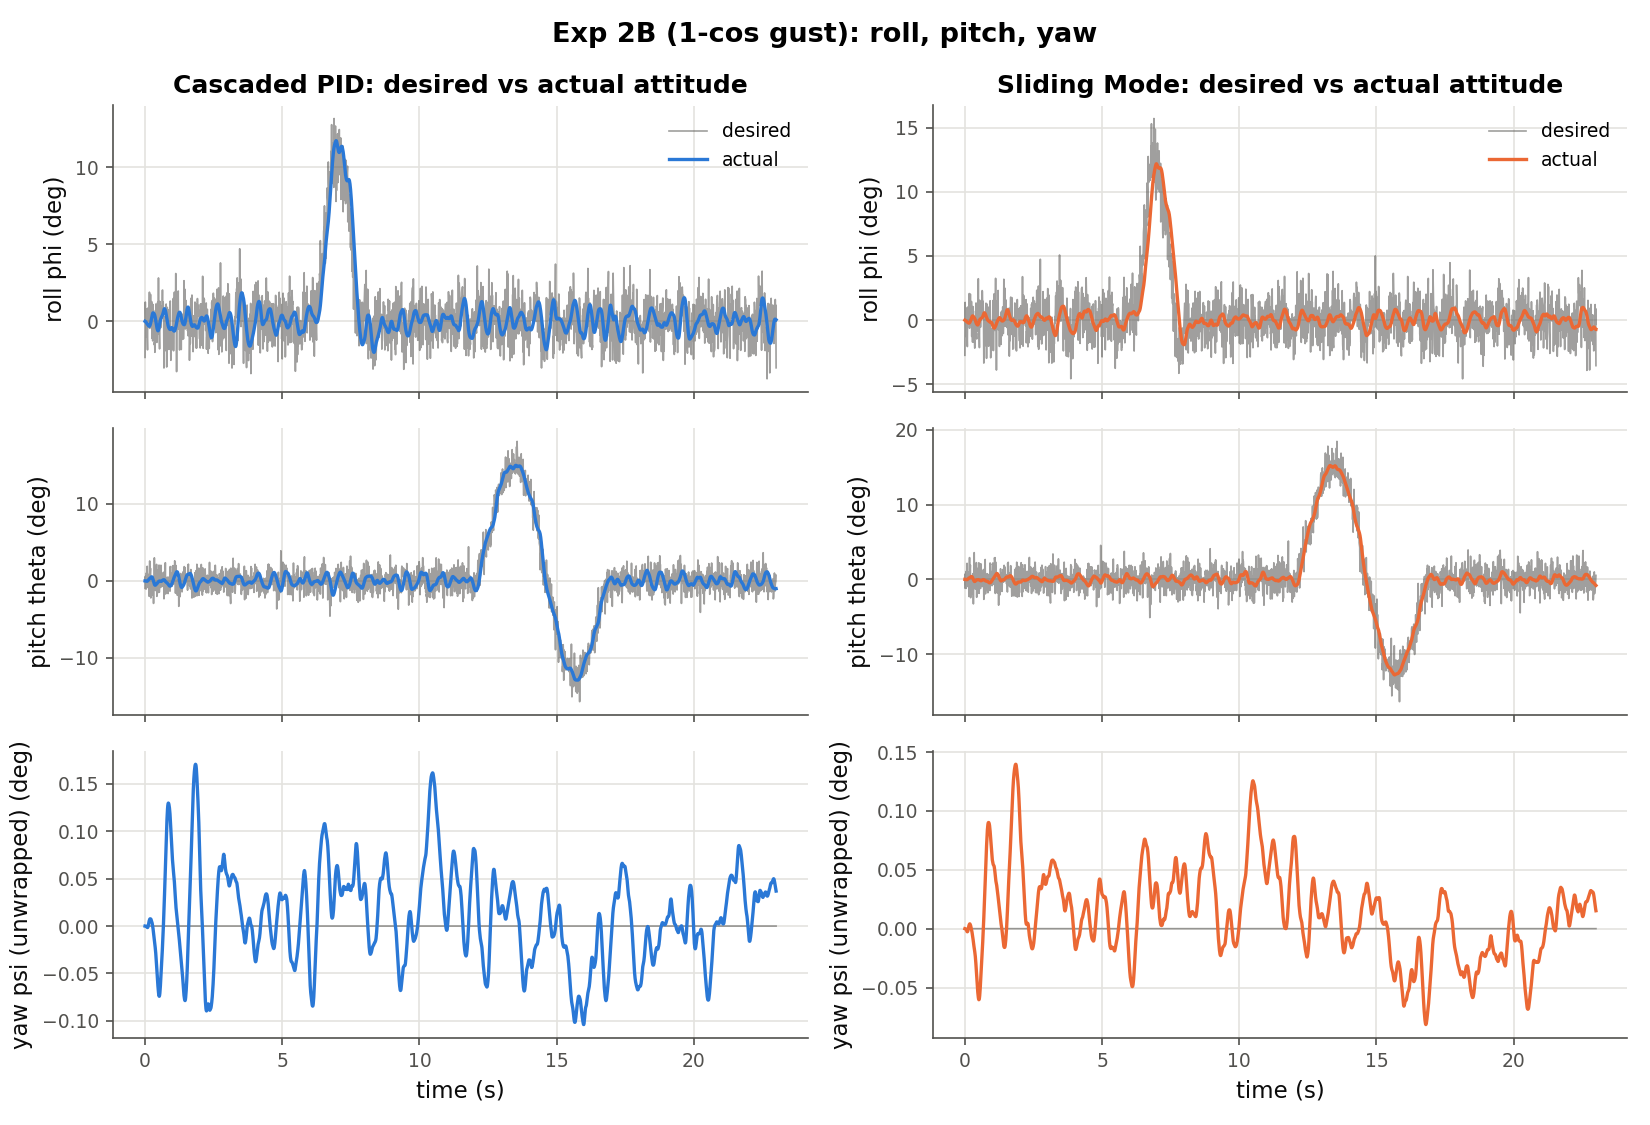 Exp 2B (1-cos gust): roll, pitch, yaw
Cascaded PID: desired vs actual attitude
Sliding Mode: desired vs actual attitude
roll phi (deg)
10
5
0
desired
actual
roll phi (deg)
15
10
5
0
−5
desired
actual
pitch theta (deg)
10
0
−10
pitch theta (deg)
20
10
0
−10
yaw psi (unwrapped) (deg)
0.15
0.10
0.05
0.00
−0.05
−0.10
0 5 10 15 20
time (s)
yaw psi (unwrapped) (deg)
0.15
0.10
0.05
0.00
−0.05
0 5 10 15 20
time (s)